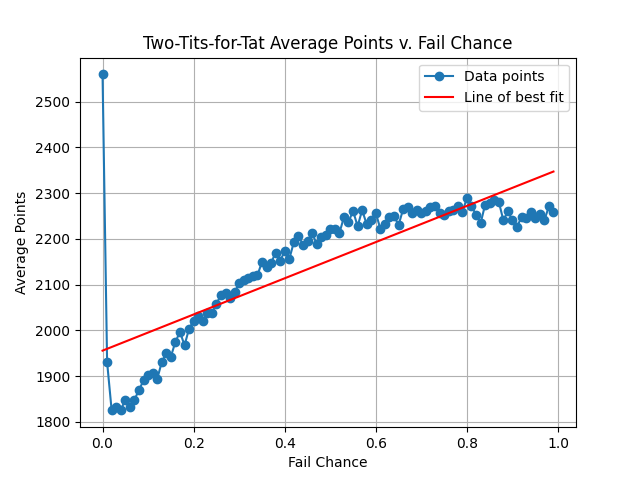 Two-Tits-for-Tat Average Points v. Fail Chance
Data points
Line of best fit
Average Points
2500
2400
2300
2200
2100
2000
1900
1800
0.0 0.2 0.4 0.6 0.8 1.0
Fail Chance